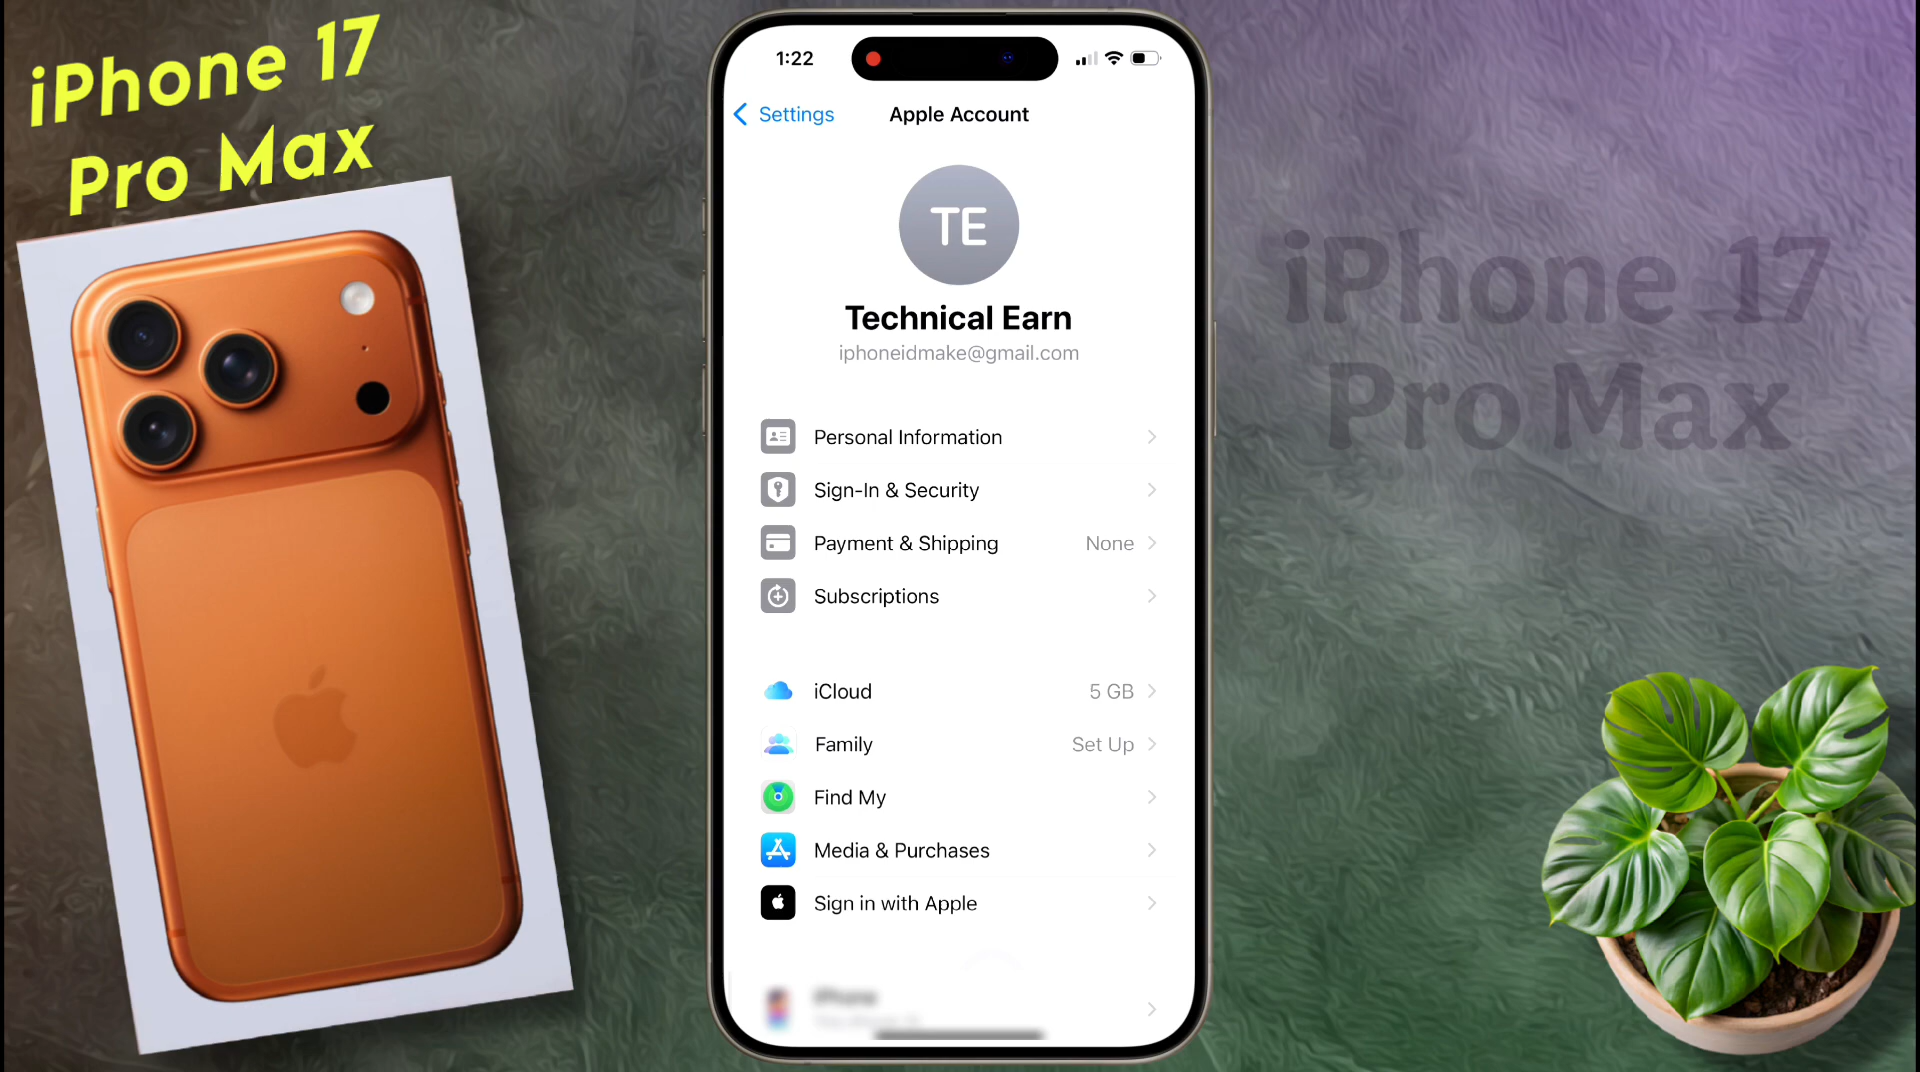 iPhone 17
Pro Max
1:22
Settings
Apple Account
TE
Technical Earn
iphoneidmake@gmail.com
Personal Information
Sign-In & Security
Payment & Shipping None
Subscriptions
iCloud 5 GB
Family Set Up
Find My
Media & Purchases
Sign in with Apple
iPhone
iPhone 17
Pro Max